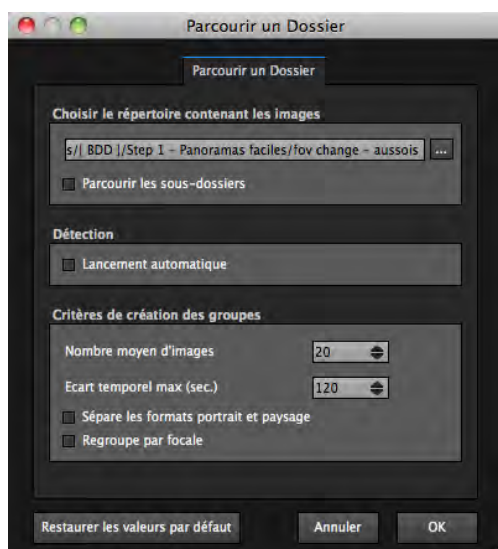 Parcourir un Dossier
Parcourir un Dossier
Choisir le répertoire contenant les images
s/[ BDD ]/Step 1 - Panoramas faciles/fov change - aussois ...
Parcourir les sous-dossiers
Détection
Lancement automatique
Critères de création des groupes
Nombre moyen d'images 20
Ecart temporel max (sec.) 120
Sépare les formats portrait et paysage
Regroupe par focale
Restaurer les valeurs par défaut Annuler OK